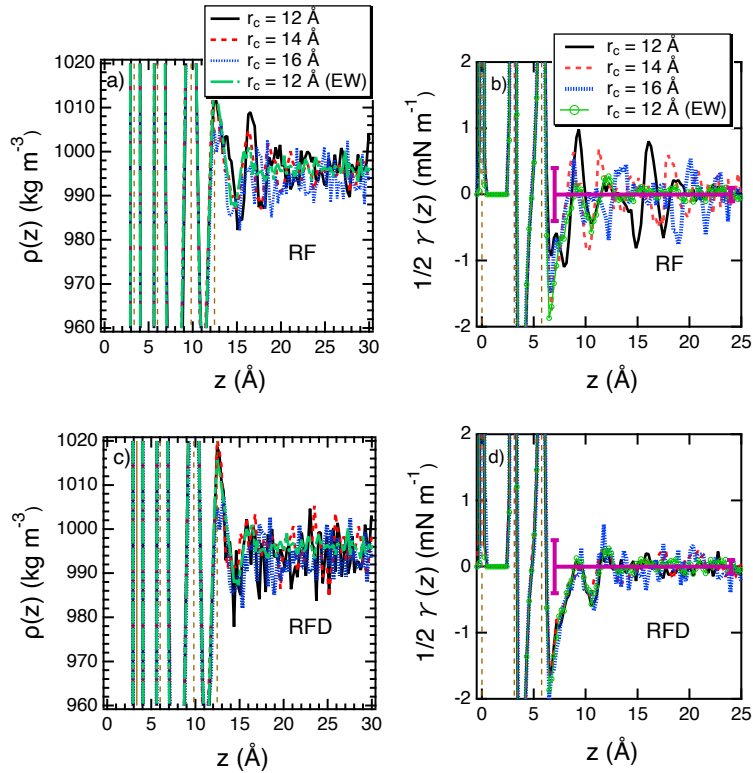 r_c = 12 Å
r_c = 14 Å
r_c = 16 Å
r_c = 12 Å (EW)
a)
1020
1010
1000
990
980
970
960
ρ(z) (kg m⁻³)
RF
0 5 10 15 20 25 30
z (Å)
r_c = 12 Å
r_c = 14 Å
r_c = 16 Å
r_c = 12 Å (EW)
b)
2
1
0
-1
-2
1/2 γ(z) (mN m⁻¹)
RF
0 5 10 15 20 25
z (Å)
c)
1020
1010
1000
990
980
970
960
ρ(z) (kg m⁻³)
RFD
0 5 10 15 20 25 30
z (Å)
d)
2
1
0
-1
-2
1/2 γ(z) (mN m⁻¹)
RFD
0 5 10 15 20 25
z (Å)